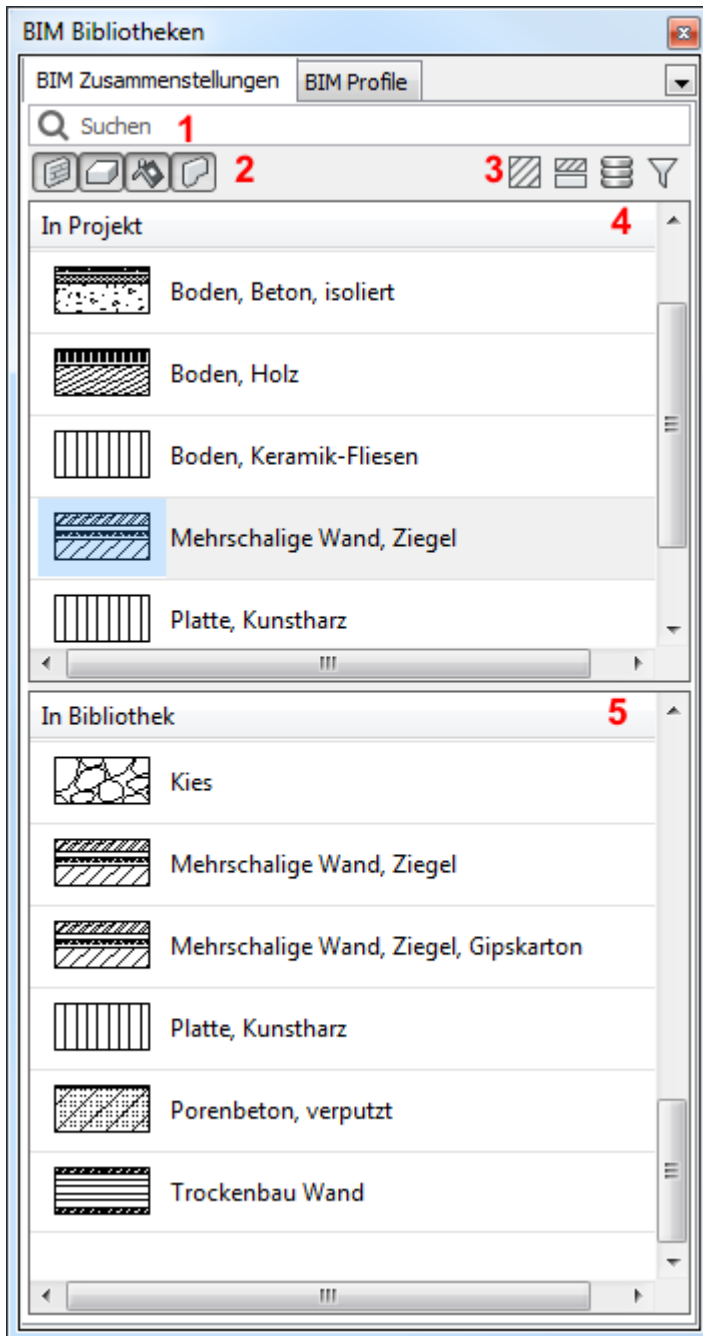 BIM Bibliotheken
BIM Zusammenstellungen BIM Profile
Suchen 1
2 3
In Projekt 4
Boden, Beton, isoliert
Boden, Holz
Boden, Keramik-Fliesen
Mehrschalige Wand, Ziegel
Platte, Kunstharz
In Bibliothek 5
Kies
Mehrschalige Wand, Ziegel
Mehrschalige Wand, Ziegel, Gipskarton
Platte, Kunstharz
Porenbeton, verputzt
Trockenbau Wand